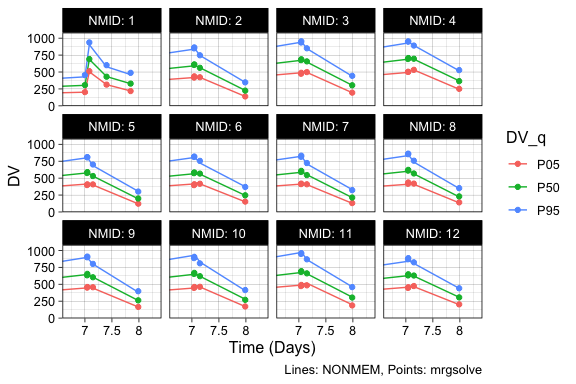 NMID: 1 NMID: 2 NMID: 3 NMID: 4
1000
750
500
250
0
NMID: 5 NMID: 6 NMID: 7 NMID: 8
1000
750
500
250
0
NMID: 9 NMID: 10 NMID: 11 NMID: 12
1000
750
500
250
0
7 7.5 8 7 7.5 8 7 7.5 8 7 7.5 8
DV
Time (Days)
DV_q
P05
P50
P95
Lines: NONMEM, Points: mrgsolve